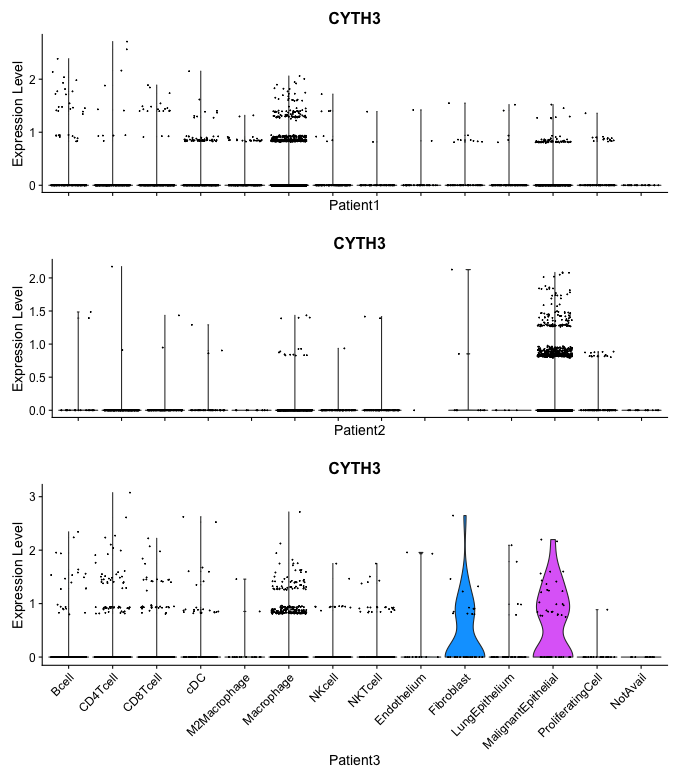 CYTH3
Expression Level
2
1
0
Patient1
CYTH3
Expression Level
2.0
1.5
1.0
0.5
0.0
Patient2
CYTH3
Expression Level
3
2
1
0
Bcell
CD4Tcell
CD8Tcell
cDC
M2Macrophage
Macrophage
NKcell
NKTcell
Endothelium
Fibroblast
LungEpithelium
MalignantEpithelial
ProliferatingCell
NotAvail
Patient3